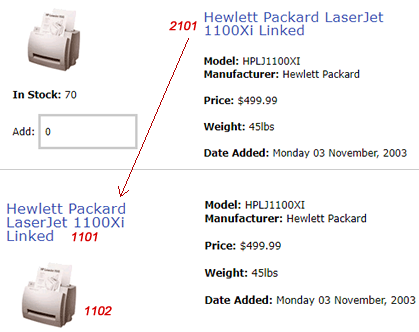 2101
Hewlett Packard LaserJet
1100Xi Linked
Model: HPLJ1100XI
Manufacturer: Hewlett Packard
In Stock: 70
Price: $499.99
Add: 0
Weight: 45lbs
Date Added: Monday 03 November, 2003
Hewlett Packard
LaserJet 1100Xi
Linked 1101
1102
Model: HPLJ1100XI
Manufacturer: Hewlett Packard
Price: $499.99
Weight: 45lbs
Date Added: Monday 03 November, 2003